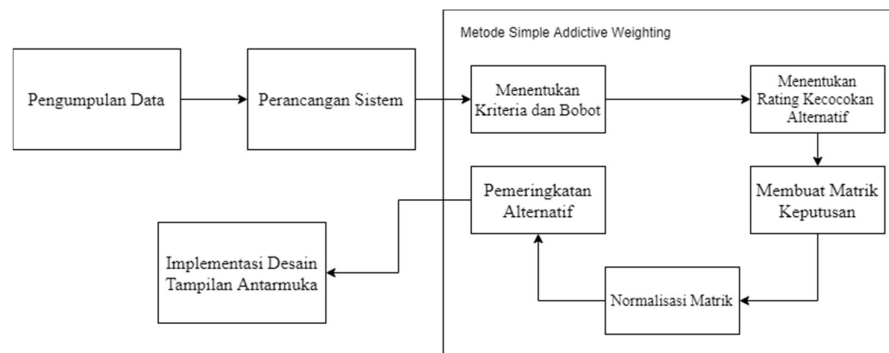 Metode Simple Addictive Weighting
Pengumpulan Data
Perancangan Sistem
Menentukan
Kriteria dan Bobot
Menentukan
Rating Kecocokan
Alternatif
Membuat Matrik
Keputusan
Normalisasi Matrik
Pemeringkatan
Alternatif
Implementasi Desain
Tampilan Antarmuka